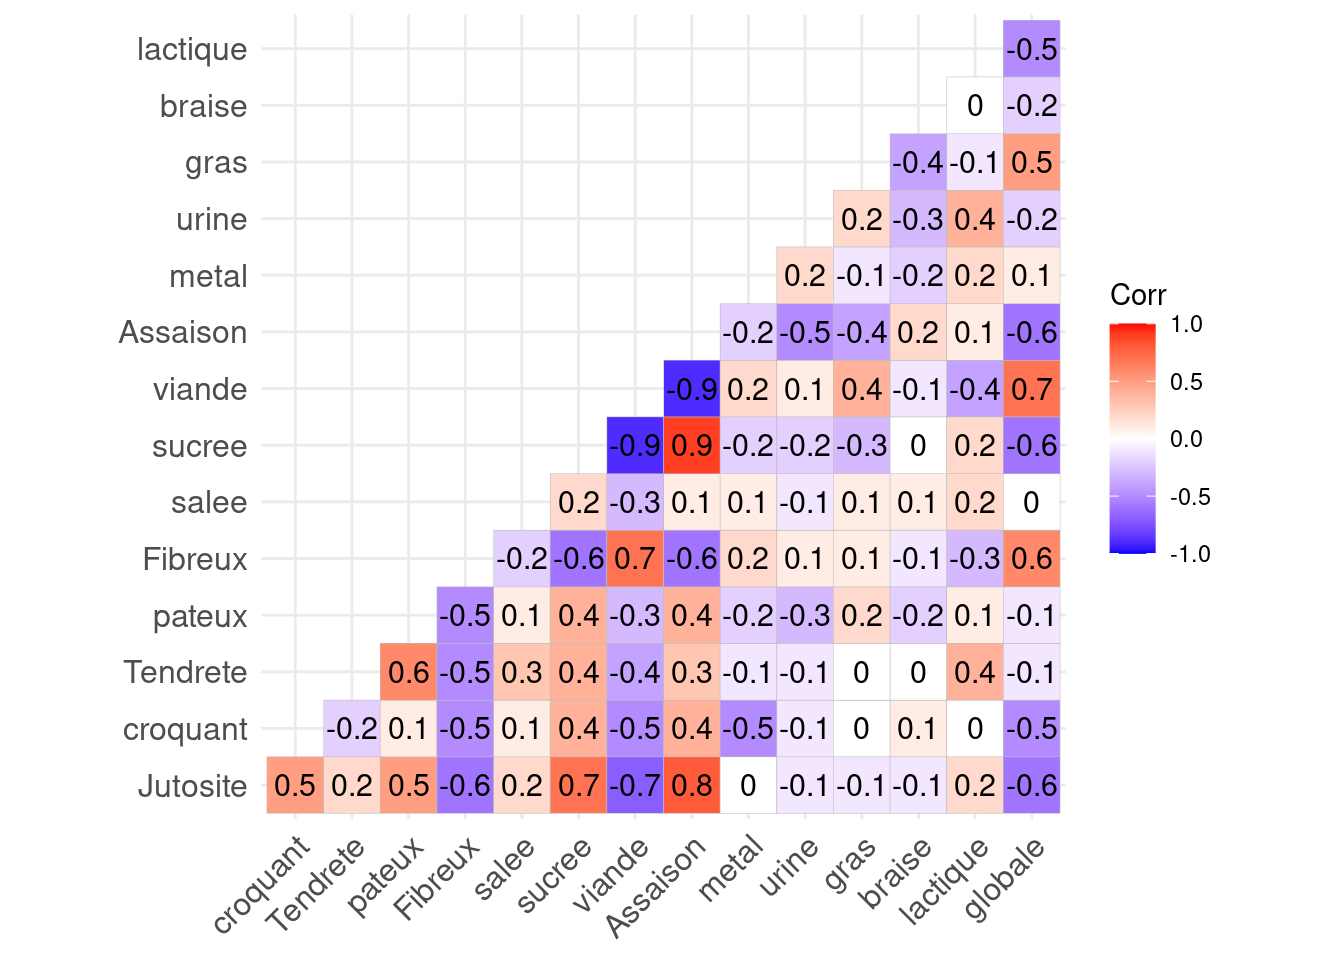 lactique -0.5
braise 0 -0.2
gras -0.4 -0.1 0.5
urine 0.2 -0.3 0.4 -0.2
metal 0.2 -0.1 -0.2 0.2 0.1
Assaison -0.2 -0.5 -0.4 0.2 0.1 -0.6
viande -0.9 0.2 0.1 0.4 -0.1 -0.4 0.7
sucree -0.9 0.9 -0.2 -0.2 -0.3 0 0.2 -0.6
salee 0.2 -0.3 0.1 0.1 -0.1 0.1 0.1 0.2 0
Fibreux -0.2 -0.6 0.7 -0.6 0.2 0.1 0.1 -0.1 -0.3 0.6
pateux -0.5 0.1 0.4 -0.3 0.4 -0.2 -0.3 0.2 -0.2 0.1 -0.1
Tendrete 0.6 -0.5 0.3 0.4 -0.4 0.3 -0.1 -0.1 0 0 0.4 -0.1
croquant -0.2 0.1 -0.5 0.1 0.4 -0.5 0.4 -0.5 -0.1 0 0.1 0 -0.5
Jutosite 0.5 0.2 0.5 -0.6 0.2 0.7 -0.7 0.8 0 -0.1 -0.1 -0.1 0.2 -0.6
croquant
Tendrete
pateux
Fibreux
salee
sucree
viande
Assaison
metal
urine
gras
braise
lactique
globale
Corr
1.0
0.5
0.0
-0.5
-1.0